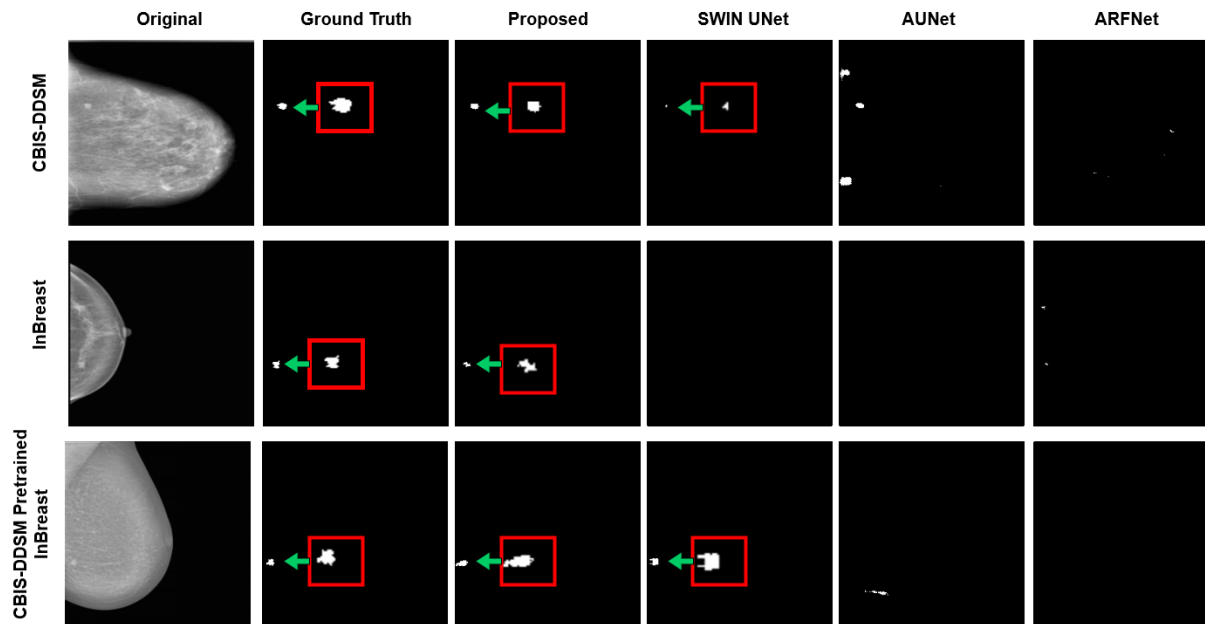 Original
Ground Truth
Proposed
SWIN UNet
AUNet
ARFNet
CBIS-DDSM
InBreast
CBIS-DDSM Pretrained
InBreast